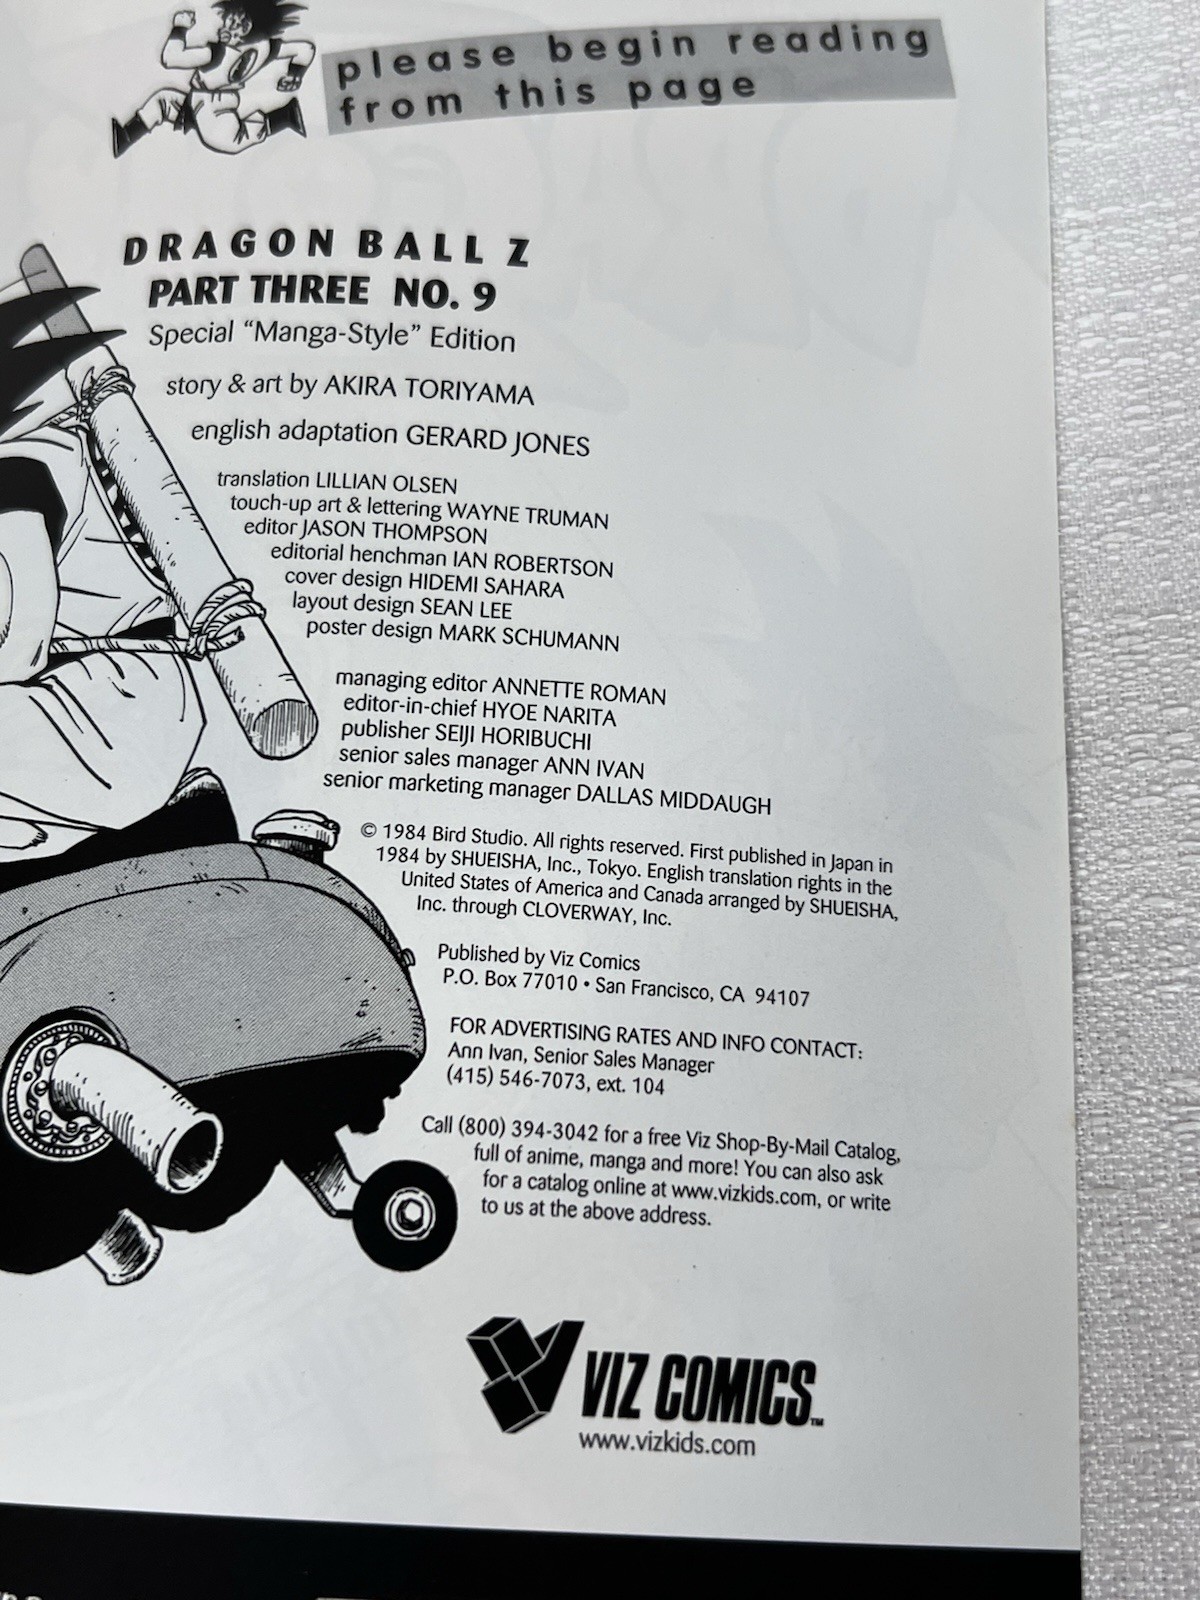 please begin reading
from this page
DRAGON BALL Z
PART THREE NO. 9
Special "Manga-Style" Edition
story & art by AKIRA TORIYAMA
english adaptation GERARD JONES
translation LILLIAN OLSEN
touch-up art & lettering WAYNE TRUMAN
editor JASON THOMPSON
editorial henchman IAN ROBERTSON
cover design HIDEMI SAHARA
layout design SEAN LEE
poster design MARK SCHUMANN
managing editor ANNETTE ROMAN
editor-in-chief HYOE NARITA
publisher SEIJI HORIBUCHI
senior sales manager ANN IVAN
senior marketing manager DALLAS MIDDAUGH
© 1984 Bird Studio. All rights reserved. First published in Japan in
1984 by SHUEISHA, Inc., Tokyo. English translation rights in the
United States of America and Canada arranged by SHUEISHA,
Inc. through CLOVERWAY, Inc.
Published by Viz Comics
P.O. Box 77010 • San Francisco, CA 94107
FOR ADVERTISING RATES AND INFO CONTACT:
Ann Ivan, Senior Sales Manager
(415) 546-7073, ext. 104
Call (800) 394-3042 for a free Viz Shop-By-Mail Catalog,
full of anime, manga and more! You can also ask
for a catalog online at www.vizkids.com, or write
to us at the above address.
VIZ COMICS™
www.vizkids.com